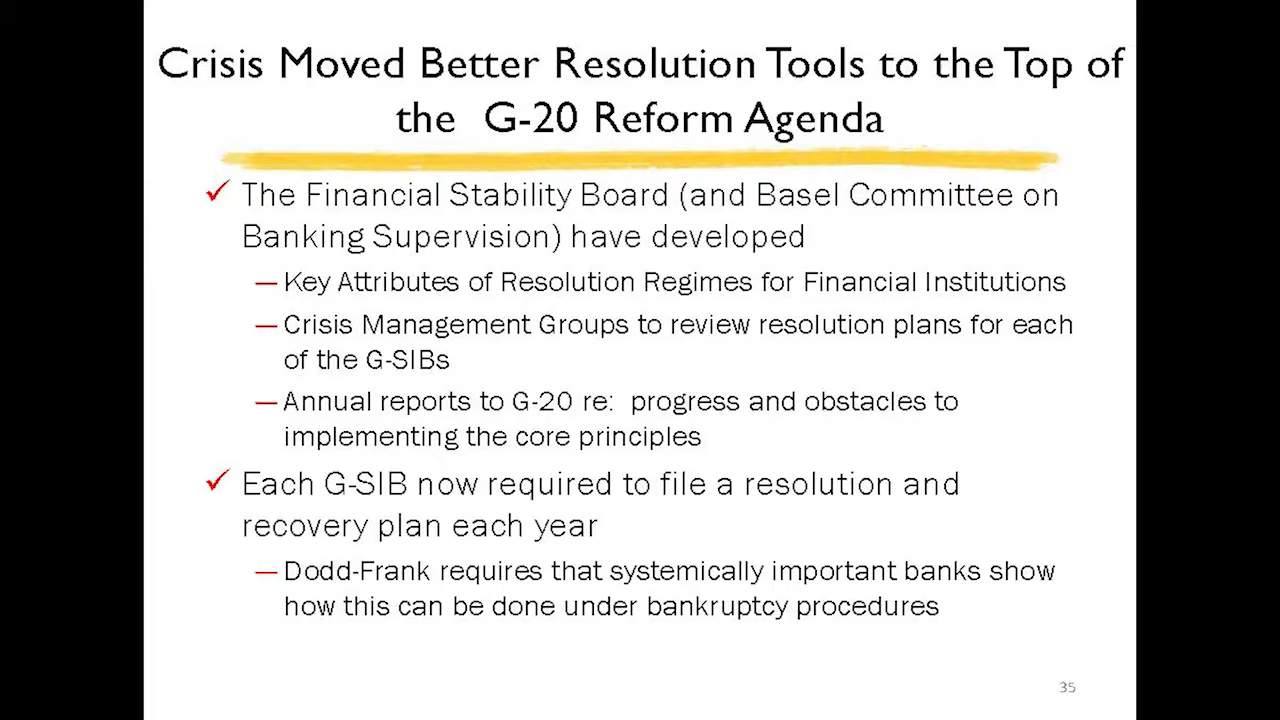 Crisis Moved Better Resolution Tools to the Top of
the G-20 Reform Agenda
✓ The Financial Stability Board (and Basel Committee on
Banking Supervision) have developed
— Key Attributes of Resolution Regimes for Financial Institutions
— Crisis Management Groups to review resolution plans for each
of the G-SIBs
— Annual reports to G-20 re: progress and obstacles to
implementing the core principles
✓ Each G-SIB now required to file a resolution and
recovery plan each year
— Dodd-Frank requires that systemically important banks show
how this can be done under bankruptcy procedures
35